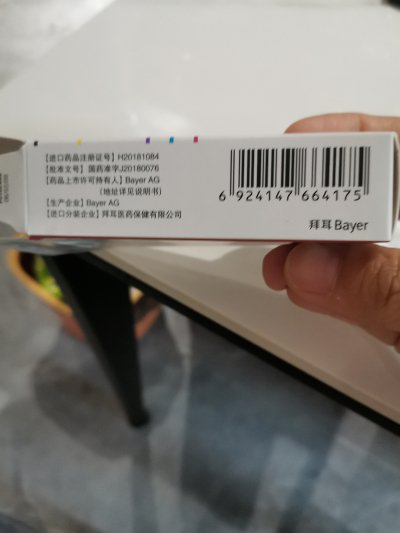 【进口药品注册证号】H20181084
【批准文号】国药准字J20180076
【药品上市许可持有人】Bayer AG
(地址详见说明书)
【生产企业】Bayer AG
【进口分装企业】拜耳医药保健有限公司
6 924147 664175
拜耳 Bayer